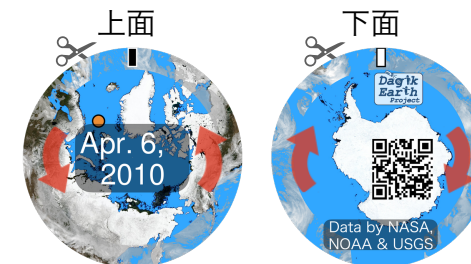 上面
下面
Apr. 6,
2010
Dagik
Earth
Project
Data by NASA,
NOAA & USGS